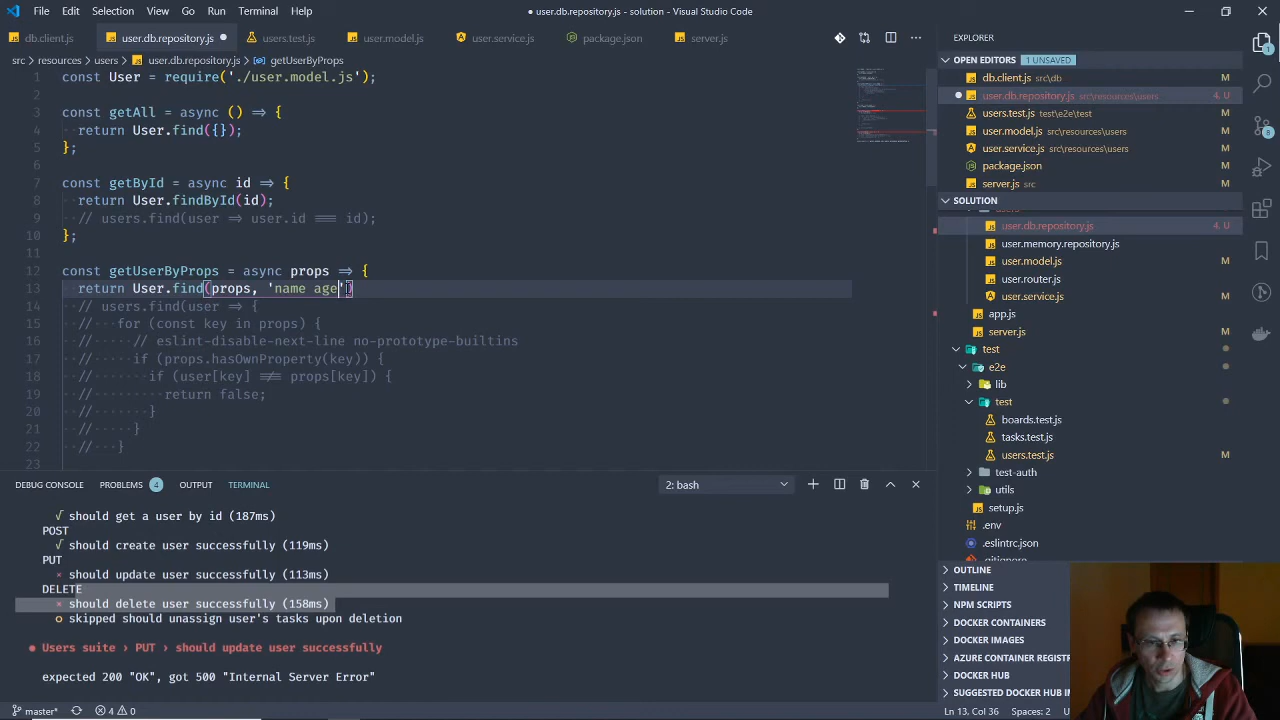 File Edit Selection View Go Run Terminal Help
user.db.repository.js - solution - Visual Studio Code
db.client.js user.db.repository.js users.test.js user.model.js user.service.js package.json server.js
src > resources > users > user.db.repository.js > getUserByProps
1 const User = require('./user.model.js');
2
3 const getAll = async () => {
4 return User.find({});
5 };
6
7 const getById = async id => {
8 return User.findById(id);
9 // users.find(user => user.id === id);
10 };
11
12 const getUserByProps = async props => {
13 return User.find(props, 'name age')
14 // users.find(user => {
15 // for (const key in props) {
16 // // eslint-disable-next-line no-prototype-builtins
17 // if (props.hasOwnProperty(key)) {
18 // if (user[key] !== props[key]) {
19 // return false;
20 // }
21 // }
22 // }
23
DEBUG CONSOLE PROBLEMS 4 OUTPUT TERMINAL
2: bash
√ should get a user by id (187ms)
POST
√ should create user successfully (119ms)
PUT
× should update user successfully (113ms)
DELETE
× should delete user successfully (158ms)
○ skipped should unassign user's tasks upon deletion
● Users suite › PUT › should update user successfully
expected 200 "OK", got 500 "Internal Server Error"
EXPLORER
OPEN EDITORS 1 UNSAVED
db.client.js src\db M
user.db.repository.js src\resources\users 4, U
users.test.js test\e2e\test M
user.model.js src\resources\users M
user.service.js src\resources\users M
package.json M
server.js src M
SOLUTION
users
user.db.repository.js 4, U
user.memory.repository.js
user.model.js M
user.router.js
user.service.js M
app.js
server.js M
test
e2e
lib
test
boards.test.js
tasks.test.js
users.test.js M
test-auth
utils
setup.js
.env
.eslintrc.json
.gitignore
OUTLINE
TIMELINE
NPM SCRIPTS
DOCKER CONTAINERS
DOCKER IMAGES
AZURE CONTAINER REGISTR
DOCKER HUB
SUGGESTED DOCKER HUB IM
1
8
master* 4 0
Ln 13, Col 36 Spaces: 2